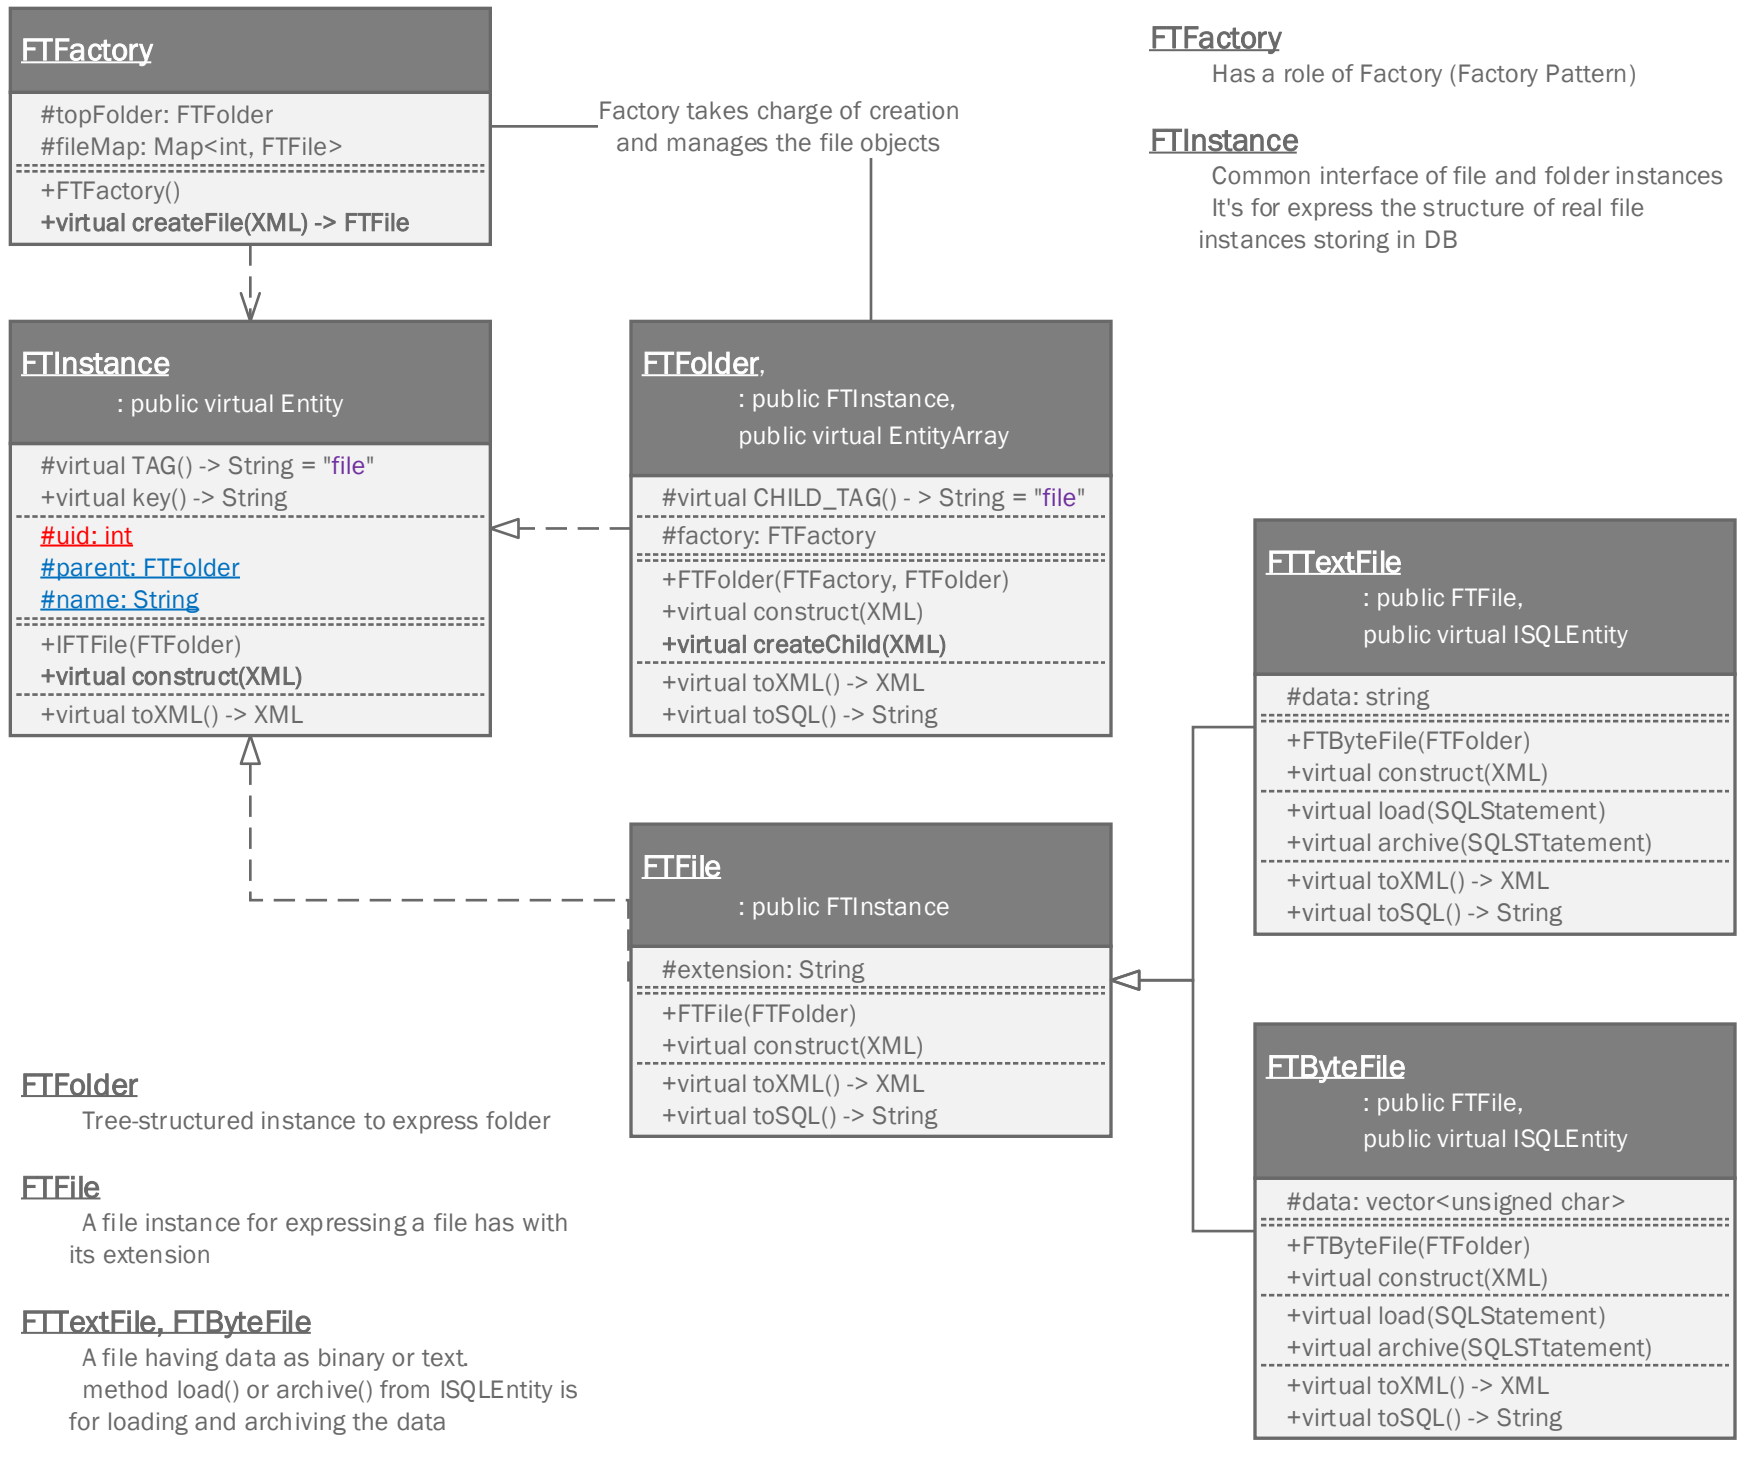 FTFactory
#topFolder: FTFolder
#fileMap: Map<int, FTFile>
+FTFactory()
+virtual createFile(XML) -> FTFile
Factory takes charge of creation
and manages the file objects
FTFactory
Has a role of Factory (Factory Pattern)
FTInstance
Common interface of file and folder instances
It's for express the structure of real file
instances storing in DB
FTInstance
: public virtual Entity
#virtual TAG() -> String = "file"
+virtual key() -> String
#uid: int
#parent: FTFolder
#name: String
+IFTFile(FTFolder)
+virtual construct(XML)
+virtual toXML() -> XML
FTFolder,
: public FTInstance,
public virtual EntityArray
#virtual CHILD_TAG() - > String = "file"
#factory: FTFactory
+FTFolder(FTFactory, FTFolder)
+virtual construct(XML)
+virtual createChild(XML)
+virtual toXML() -> XML
+virtual toSQL() -> String
FTTextFile
: public FTFile,
public virtual ISQLEntity
#data: string
+FTByteFile(FTFolder)
+virtual construct(XML)
+virtual load(SQLStatement)
+virtual archive(SQLSTtatement)
+virtual toXML() -> XML
+virtual toSQL() -> String
FTFile
: public FTInstance
#extension: String
+FTFile(FTFolder)
+virtual construct(XML)
+virtual toXML() -> XML
+virtual toSQL() -> String
FTByteFile
: public FTFile,
public virtual ISQLEntity
#data: vector<unsigned char>
+FTByteFile(FTFolder)
+virtual construct(XML)
+virtual load(SQLStatement)
+virtual archive(SQLSTtatement)
+virtual toXML() -> XML
+virtual toSQL() -> String
FTFolder
Tree-structured instance to express folder
FTFile
A file instance for expressing a file has with
its extension
FTTextFile, FTByteFile
A file having data as binary or text.
method load() or archive() from ISQLEntity is
for loading and archiving the data